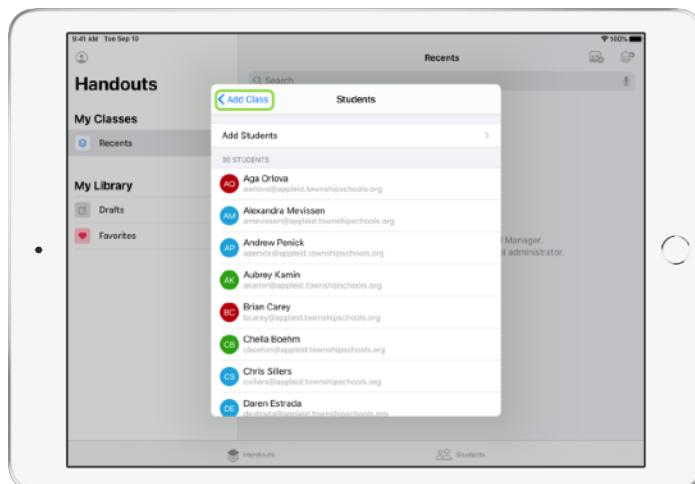 9:41 AM Tue Sep 10
100%
Handouts
Recents
Search
My Classes
Recents
My Library
Drafts
Favorites
Manager.
administrator.
Add Class
Students
Add Students
30 STUDENTS
AO Aga Orlova
aorlova@appleid.townshipschools.org
AM Alexandra Mevissen
amevissen@appleid.townshipschools.org
AP Andrew Penick
apenick@appleid.townshipschools.org
AK Aubrey Kamin
akamin@appleid.townshipschools.org
BC Brian Carey
bcarey@appleid.townshipschools.org
CB Chella Boehm
cboehm@appleid.townshipschools.org
CS Chris Sillers
csillers@appleid.townshipschools.org
DE Daren Estrada
destrada@appleid.townshipschools.org
Handouts
Students